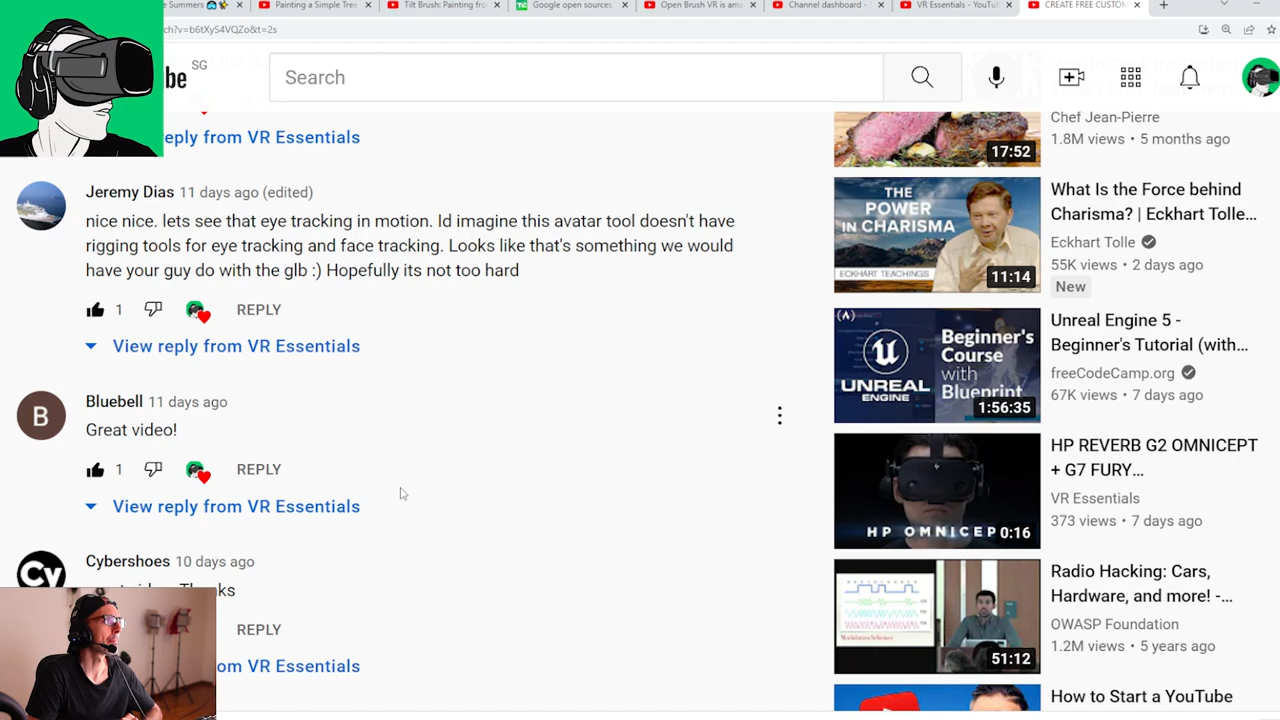 Summers
Painting a Simple Tree
Tilt Brush: Painting fro
Google open sources
Open Brush VR is ama
Channel dashboard -
VR Essentials - YouTu
CREATE FREE CUSTOM
ch?v=b6tXyS4VQZo&t=2s
be SG
Search
reply from VR Essentials
Jeremy Dias 11 days ago (edited)
nice nice. lets see that eye tracking in motion. Id imagine this avatar tool doesn't have
rigging tools for eye tracking and face tracking. Looks like that's something we would
have your guy do with the glb :) Hopefully its not too hard
1 REPLY
View reply from VR Essentials
B
Bluebell 11 days ago
Great video!
1 REPLY
View reply from VR Essentials
Cy
Cybershoes 10 days ago
Thanks
REPLY
om VR Essentials
Chef Jean-Pierre
1.8M views • 5 months ago
17:52
THE
POWER
IN CHARISMA
ECKHART TEACHINGS
11:14
What Is the Force behind
Charisma? | Eckhart Tolle...
Eckhart Tolle
55K views • 2 days ago
New
Beginner's
Course
with
Blueprint
UNREAL
ENGINE
1:56:35
Unreal Engine 5 -
Beginner's Tutorial (with...
freeCodeCamp.org
67K views • 7 days ago
HP OMNICEP
0:16
HP REVERB G2 OMNICEPT
+ G7 FURY...
VR Essentials
373 views • 7 days ago
Modulation Schemes
51:12
Radio Hacking: Cars,
Hardware, and more! -...
OWASP Foundation
1.2M views • 5 years ago
How to Start a YouTube